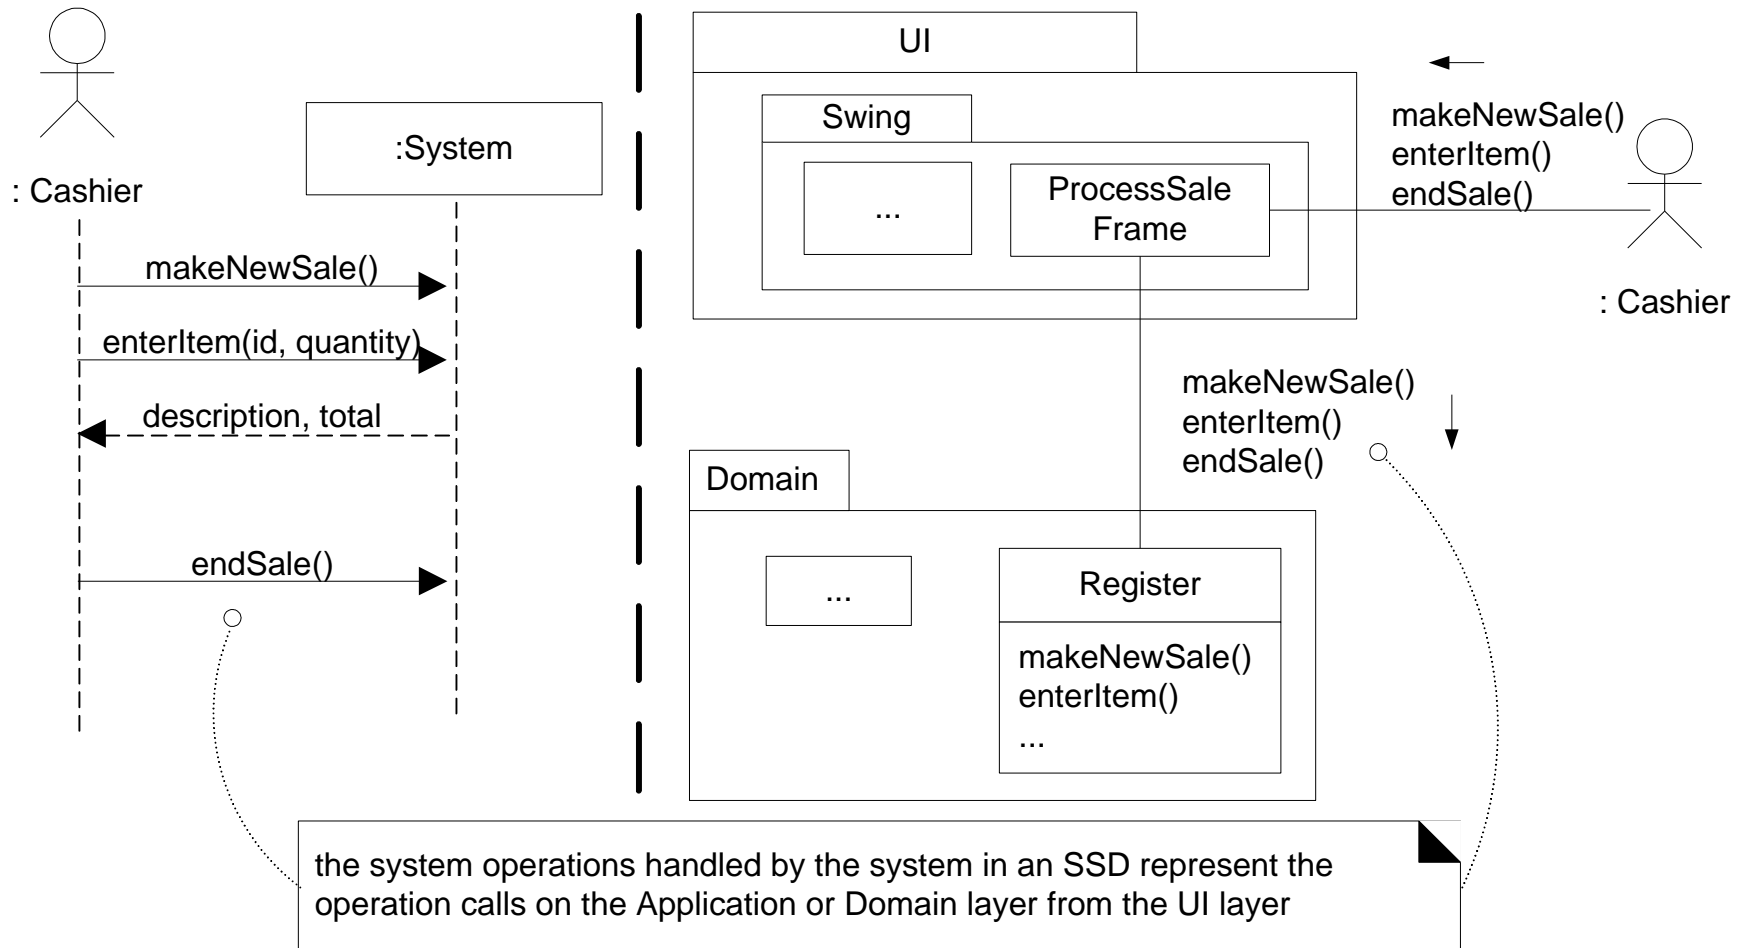 : Cashier
:System
makeNewSale()
enterItem(id, quantity)
description, total
endSale()
UI
Swing
...
ProcessSale
Frame
makeNewSale()
enterItem()
endSale()
: Cashier
makeNewSale()
enterItem()
endSale()
Domain
...
Register
makeNewSale()
enterItem()
...
the system operations handled by the system in an SSD represent the
operation calls on the Application or Domain layer from the UI layer